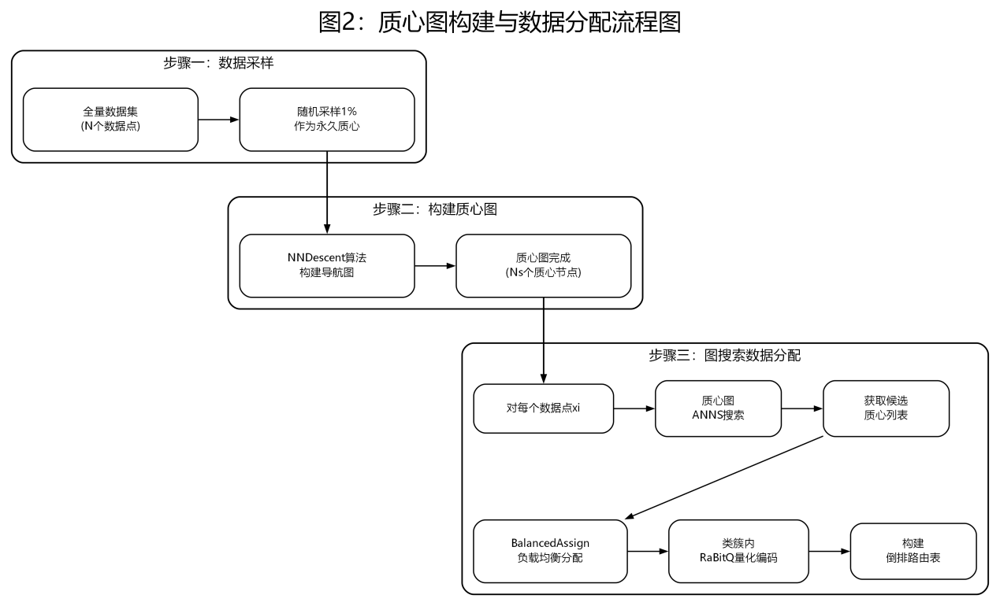 图2：质心图构建与数据分配流程图
步骤一：数据采样
全量数据集
(N个数据点)
随机采样1%
作为永久质心
步骤二：构建质心图
NNDescent算法
构建导航图
质心图完成
(Ns个质心节点)
步骤三：图搜索数据分配
对每个数据点xi
质心图
ANNS搜索
获取候选
质心列表
BalancedAssign
负载均衡分配
类簇内
RaBitQ量化编码
构建
倒排路由表